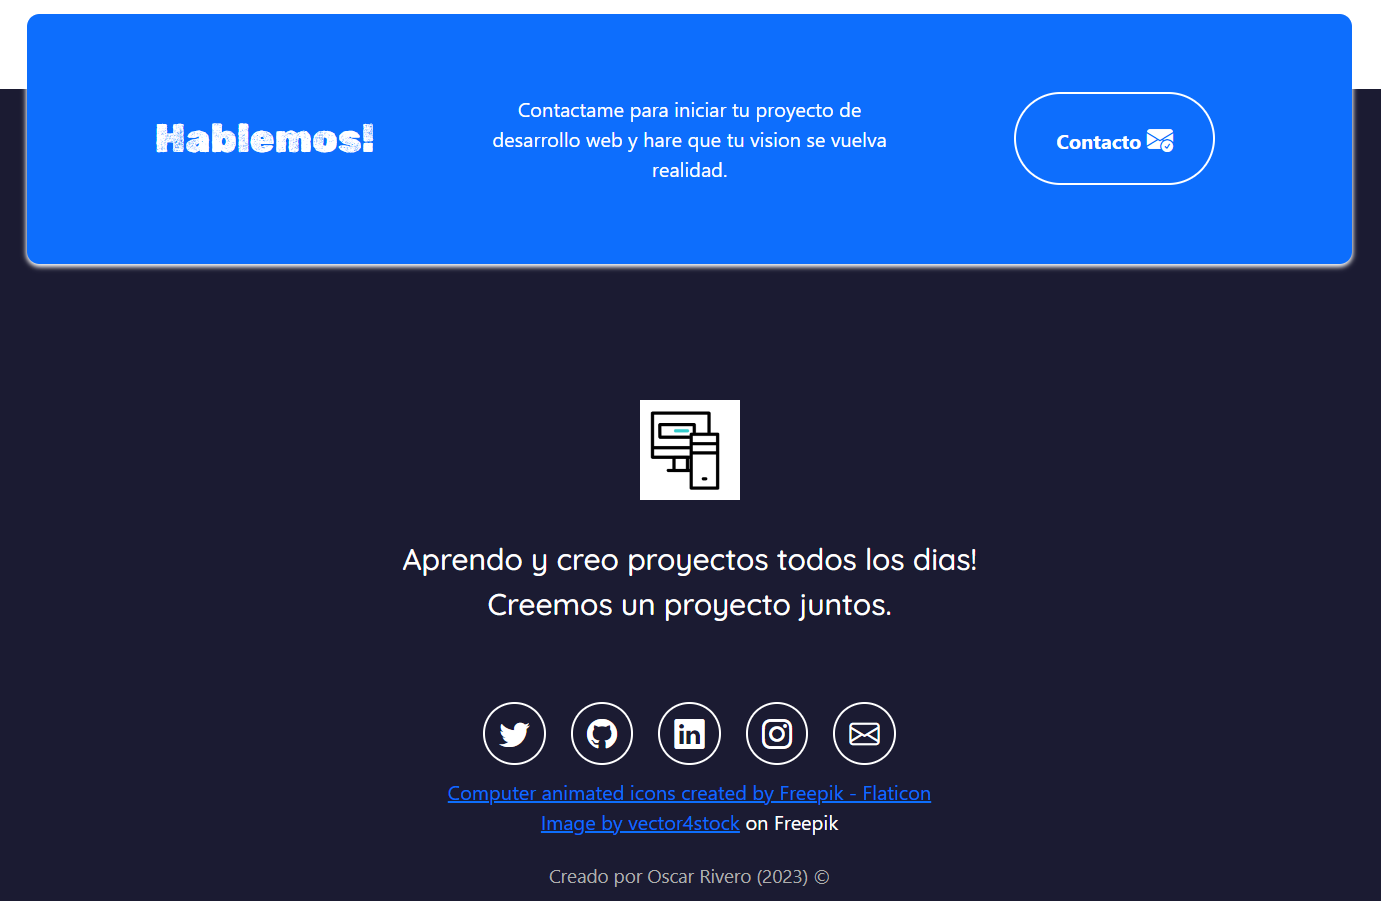 Hablemos!
Contactame para iniciar tu proyecto de
desarrollo web y hare que tu vision se vuelva
realidad.
Contacto
Aprendo y creo proyectos todos los dias!
Creemos un proyecto juntos.
Computer animated icons created by Freepik - Flaticon
Image by vector4stock on Freepik
Creado por Oscar Rivero (2023) ©